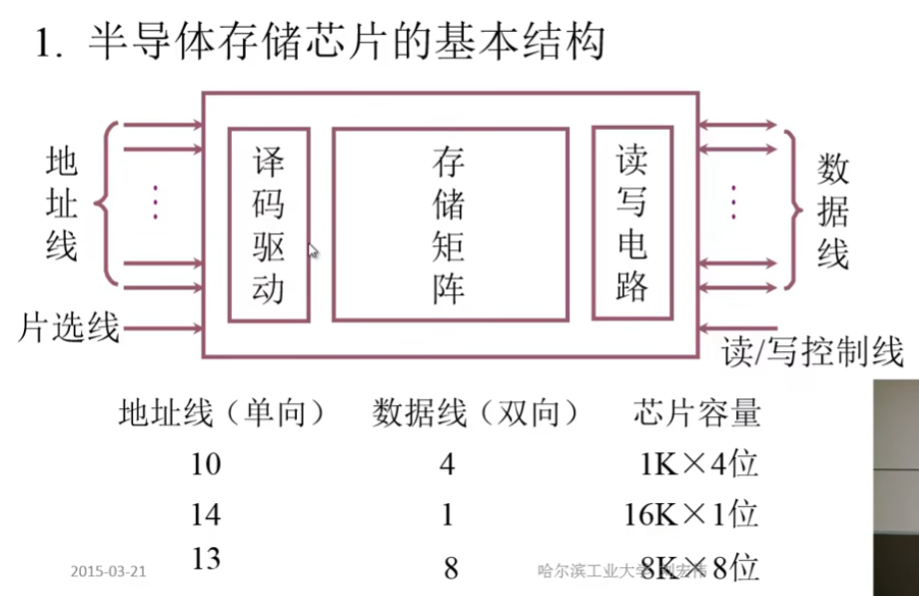 1. 半导体存储芯片的基本结构
地址线
译码驱动
存储矩阵
读写电路
数据线
片选线
读/写控制线
地址线（单向） 数据线（双向） 芯片容量
10 4 1K×4位
14 1 16K×1位
13 8 8K×8位
2015-03-21
哈尔滨工业大学 刘宏伟